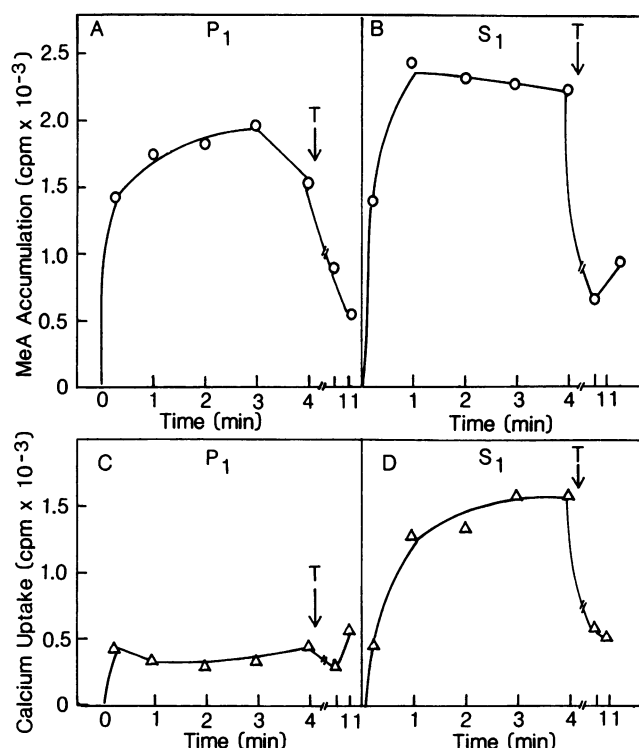 A
P1
T
B
S1
T
MeA Accumulation (cpm x 10-3)
2.5
2.0
1.5
1.0
0.5
0
0 1 2 3 4 11
Time (min)
1 2 3 4 11
Time (min)
C
P1
T
D
S1
T
Calcium Uptake (cpm x 10-3)
1.5
1.0
0.5
0
0 1 2 3 4 11
Time (min)
1 2 3 4 11
Time (min)